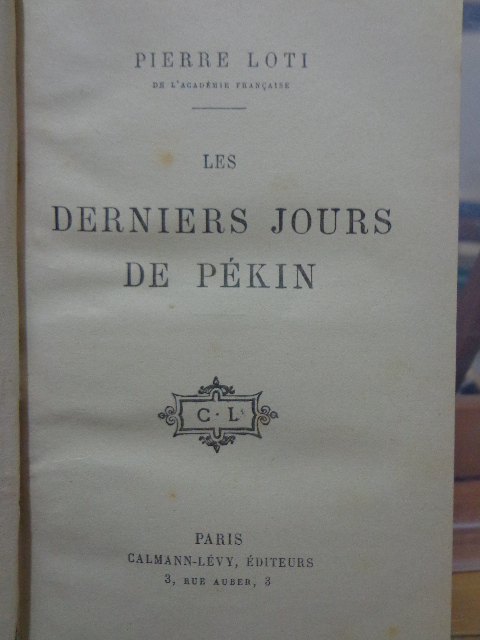 PIERRE LOTI
DE L'ACADÉMIE FRANÇAISE
LES
DERNIERS JOURS
DE PÉKIN
C·L
PARIS
CALMANN-LÉVY, ÉDITEURS
3, RUE AUBER, 3